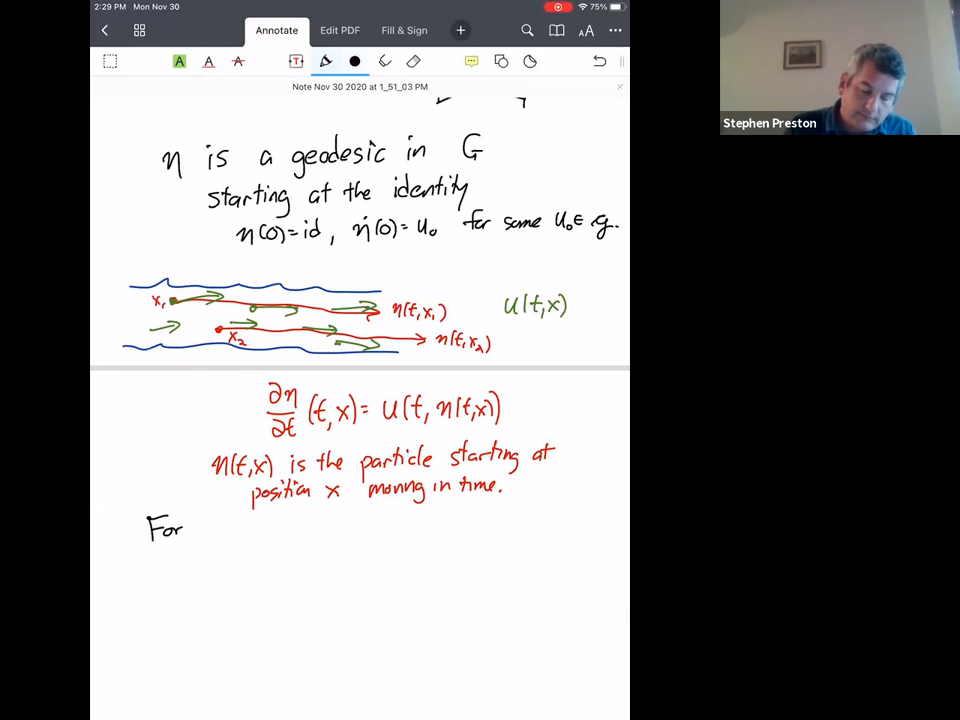 2:29 PM Mon Nov 30
75%
Annotate
Edit PDF
Fill & Sign
Note Nov 30 2020 at 1_51_03 PM
Stephen Preston
η is a geodesic in G
starting at the identity
η(0)=id, η̇(0)=u₀ for some u₀∈ 𝔤.
x₁
η(t,x₁)
u(t,x)
x₂
η(t,x₂)
∂η/∂t (t,x)= u(t, η(t,x))
η(t,x) is the particle starting at
position x moving in time.
For